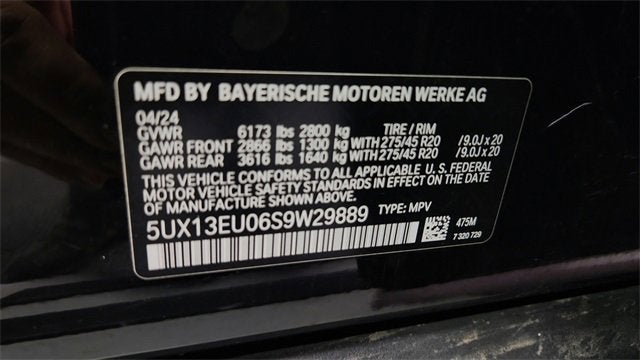 MFD BY BAYERISCHE MOTOREN WERKE AG
04/24
GVWR 6173 lbs 2800 kg TIRE / RIM
GAWR FRONT 2866 lbs 1300 kg WITH 275/45 R20 / 9.0J x 20
GAWR REAR 3616 lbs 1640 kg WITH 275/45 R20 / 9.0J x 20
THIS VEHICLE CONFORMS TO ALL APPLICABLE U.S. FEDERAL
MOTOR VEHICLE SAFETY STANDARDS IN EFFECT ON THE DATE
OF MANUFACTURE SHOWN ABOVE.
5UX13EU06S9W29889 TYPE: MPV
475M
7 320 729